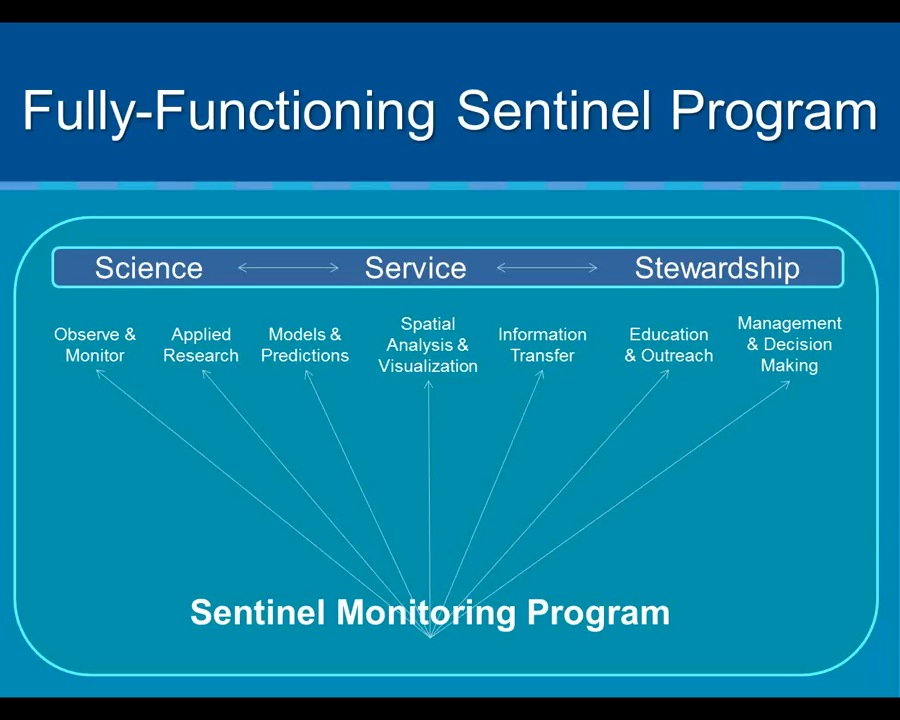 Fully-Functioning Sentinel Program
Science Service Stewardship
Observe &
Monitor
Applied
Research
Models &
Predictions
Spatial
Analysis &
Visualization
Information
Transfer
Education
& Outreach
Management
& Decision
Making
Sentinel Monitoring Program